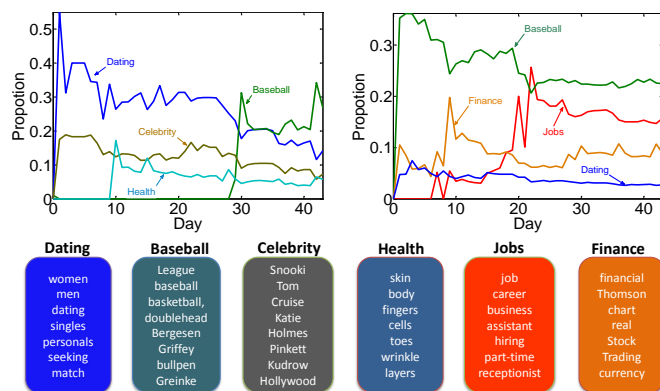 Propotion
0.5
0.4
0.3
0.2
0.1
0
0
10
20
30
40
Day
Dating
Baseball
Celebrity
Health
Propotion
0.3
0.2
0.1
0
0
10
20
30
40
Day
Baseball
Finance
Jobs
Dating
Dating
women
men
dating
singles
personals
seeking
match
Baseball
League
baseball
basketball,
doublehead
Bergesen
Griffey
bullpen
Greinke
Celebrity
Snooki
Tom
Cruise
Katie
Holmes
Pinkett
Kudrow
Hollywood
Health
skin
body
fingers
cells
toes
wrinkle
layers
Jobs
job
career
business
assistant
hiring
part-time
receptionist
Finance
financial
Thomson
chart
real
Stock
Trading
currency